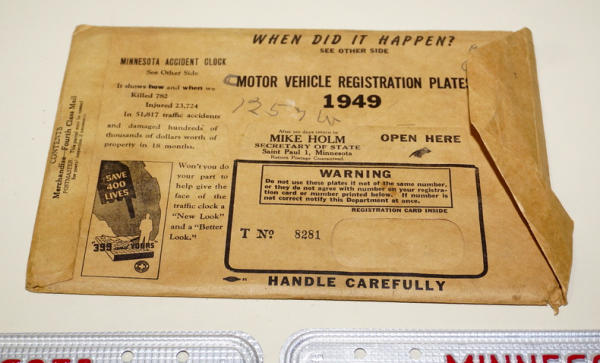 WHEN DID IT HAPPEN?
SEE OTHER SIDE
MINNESOTA ACCIDENT CLOCK
See Other Side
It shows how and when we
Killed 782
Injured 23,724
In 51,817 traffic accidents
and damaged hundreds of
thousands of dollars worth of
property in 18 months.
CONTENTS
Merchandise—Fourth Class Mail
MOTOR VEHICLE REGISTRATION PLATES
1949
After ten days return to
MIKE HOLM
SECRETARY OF STATE
Saint Paul 1, Minnesota
Return Postage Guaranteed
OPEN HERE
SAVE
400
LIVES!
"399 and YOURS
Won't you do
your part to
help give the
face of the
traffic clock a
"New Look"
and a "Better
Look."
WARNING
Do not use these plates if not of the same number,
or they do not agree with number on your registra-
tion card or number printed below. If number is
not correct notify this Department at once.
REGISTRATION CARD INSIDE
T No 8281
HANDLE CAREFULLY
SOTA
MINNESO